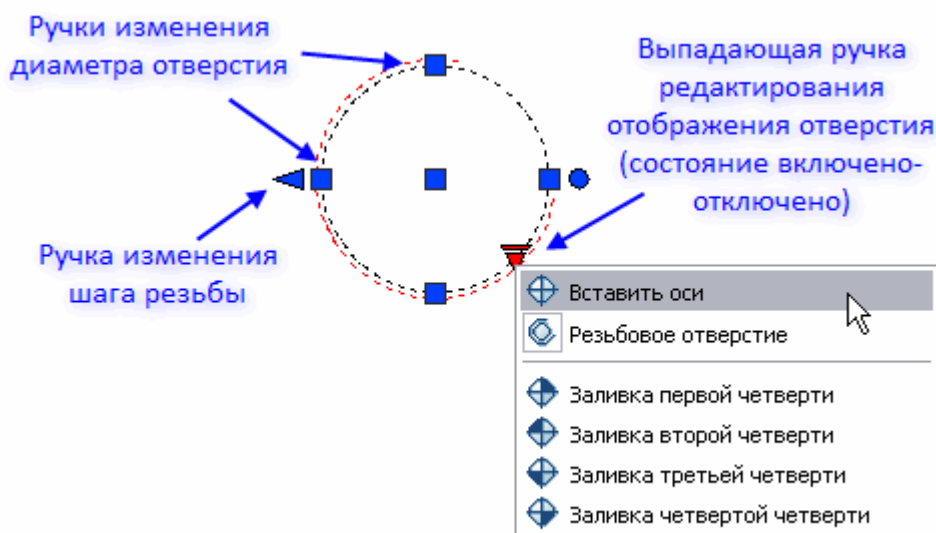 Ручки изменения
диаметра отверстия
Выпадающая ручка
редактирования
отображения отверстия
(состояние включено-
отключено)
Ручка изменения
шага резьбы
Вставить оси
Резьбовое отверстие
Заливка первой четверти
Заливка второй четверти
Заливка третьей четверти
Заливка четвертой четверти